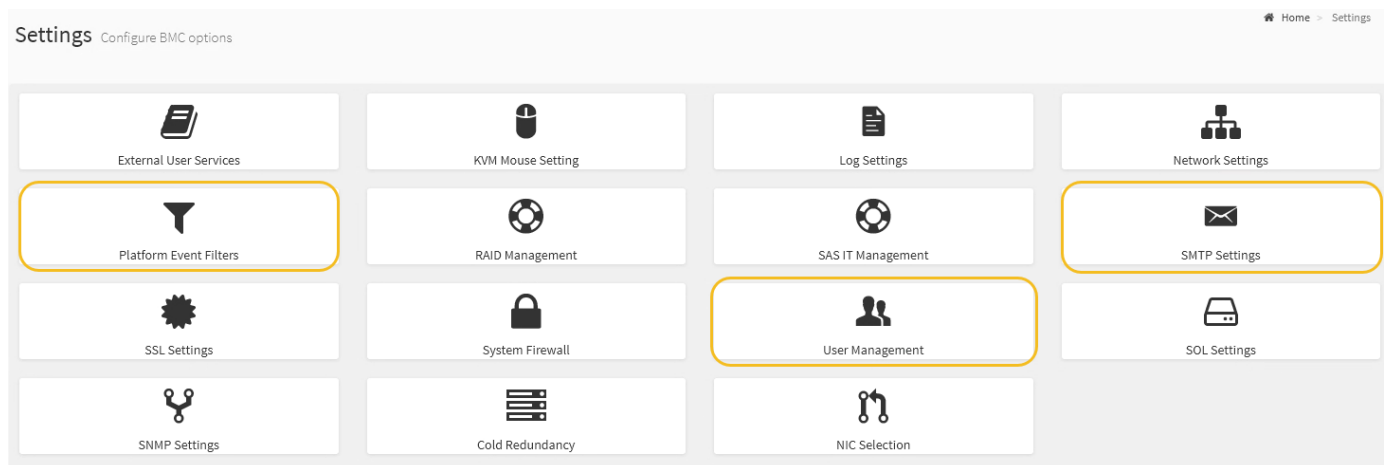 Home > Settings
Settings Configure BMC options
External User Services
KVM Mouse Setting
Log Settings
Network Settings
Platform Event Filters
RAID Management
SAS IT Management
SMTP Settings
SSL Settings
System Firewall
User Management
SOL Settings
SNMP Settings
Cold Redundancy
NIC Selection